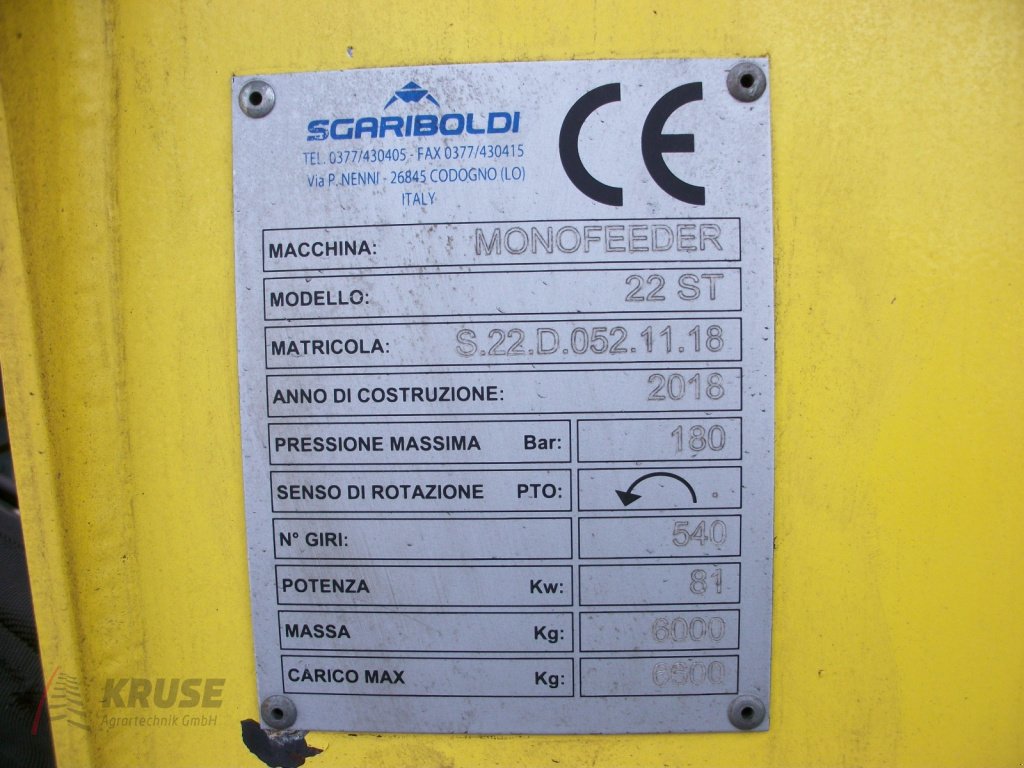 SGARIBOLDI
TEL. 0377/430405 - FAX 0377/430415
Via P. NENNI - 26845 CODOGNO (LO)
ITALY
CE
MACCHINA: MONOFEEDER
MODELLO: 22 ST
MATRICOLA: S.22.D.052.11.18
ANNO DI COSTRUZIONE: 2018
PRESSIONE MASSIMA Bar: 180
SENSO DI ROTAZIONE PTO: .
N° GIRI: 540
POTENZA Kw: 81
MASSA Kg: 6000
CARICO MAX Kg:
KRUSE
Agrartechnik GmbH